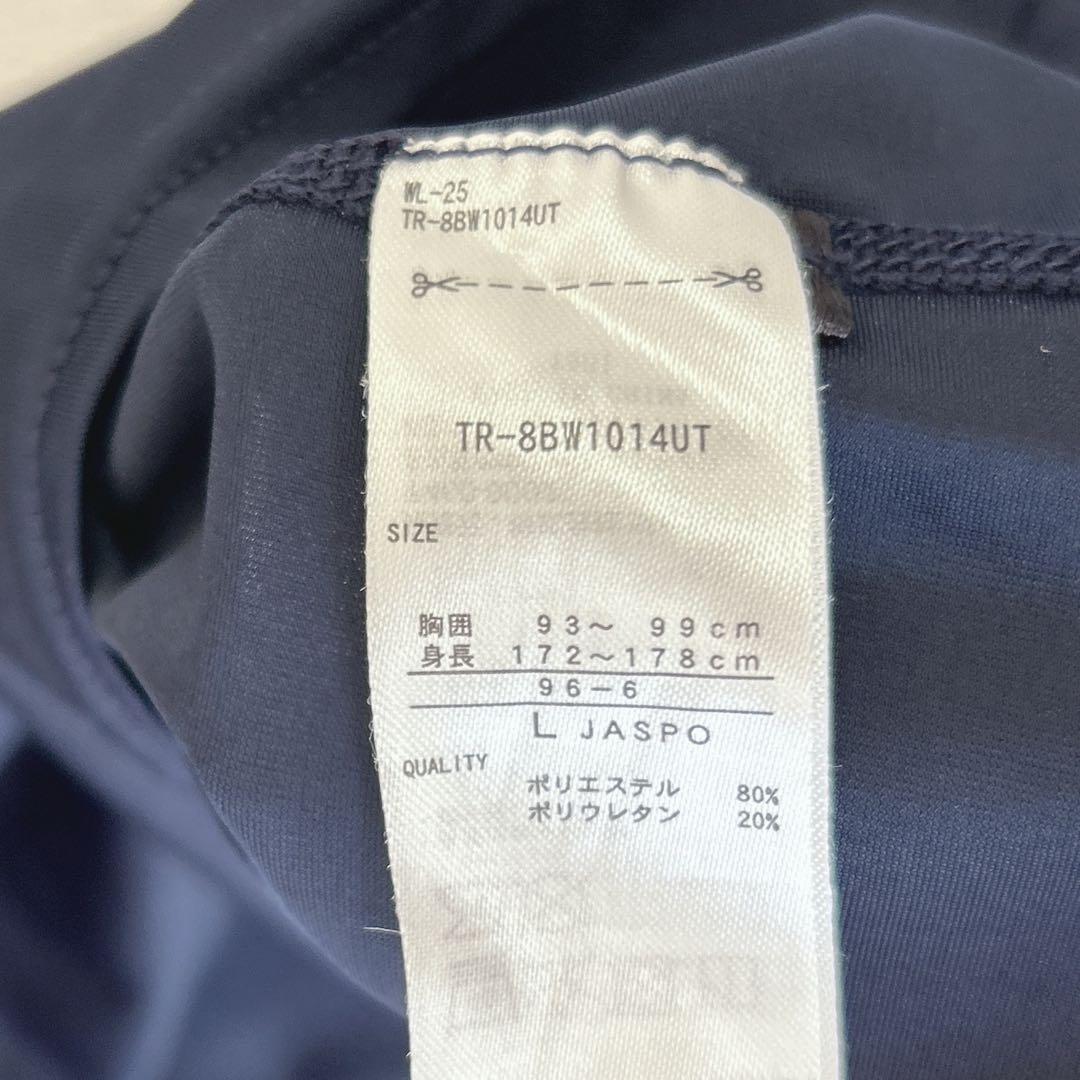 WL-25
TR-8BW1014UT
TR-8BW1014UT
SIZE
胸囲 93〜 99cm
身長 172〜178cm
96-6
L JASPO
QUALITY
ポリエステル 80%
ポリウレタン 20%